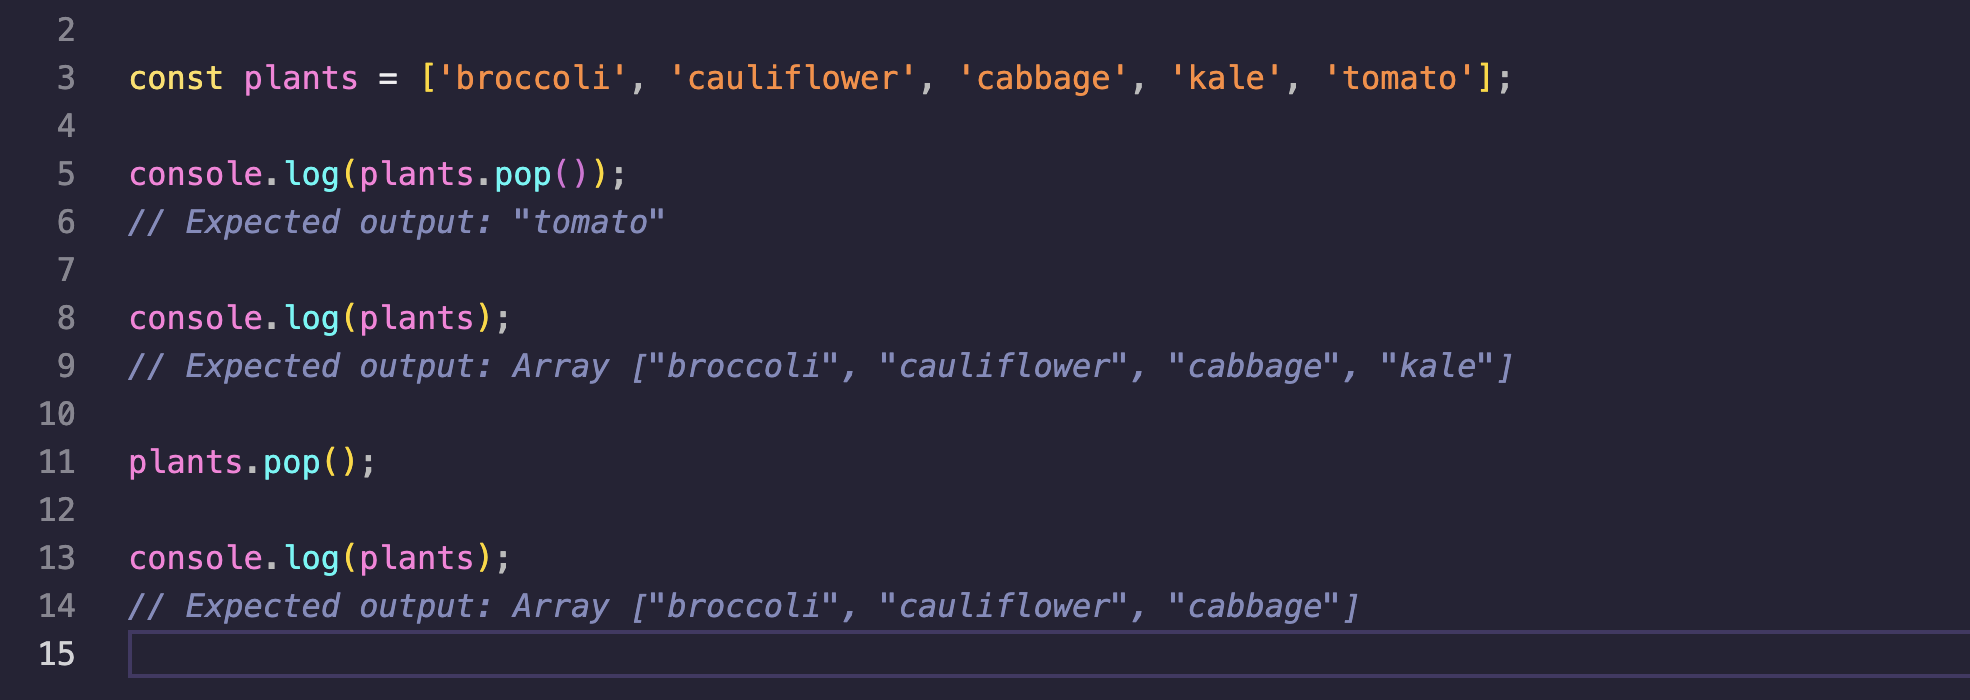 2
3 const plants = ['broccoli', 'cauliflower', 'cabbage', 'kale', 'tomato'];
4
5 console.log(plants.pop());
6 // Expected output: "tomato"
7
8 console.log(plants);
9 // Expected output: Array ["broccoli", "cauliflower", "cabbage", "kale"]
10
11 plants.pop();
12
13 console.log(plants);
14 // Expected output: Array ["broccoli", "cauliflower", "cabbage"]
15